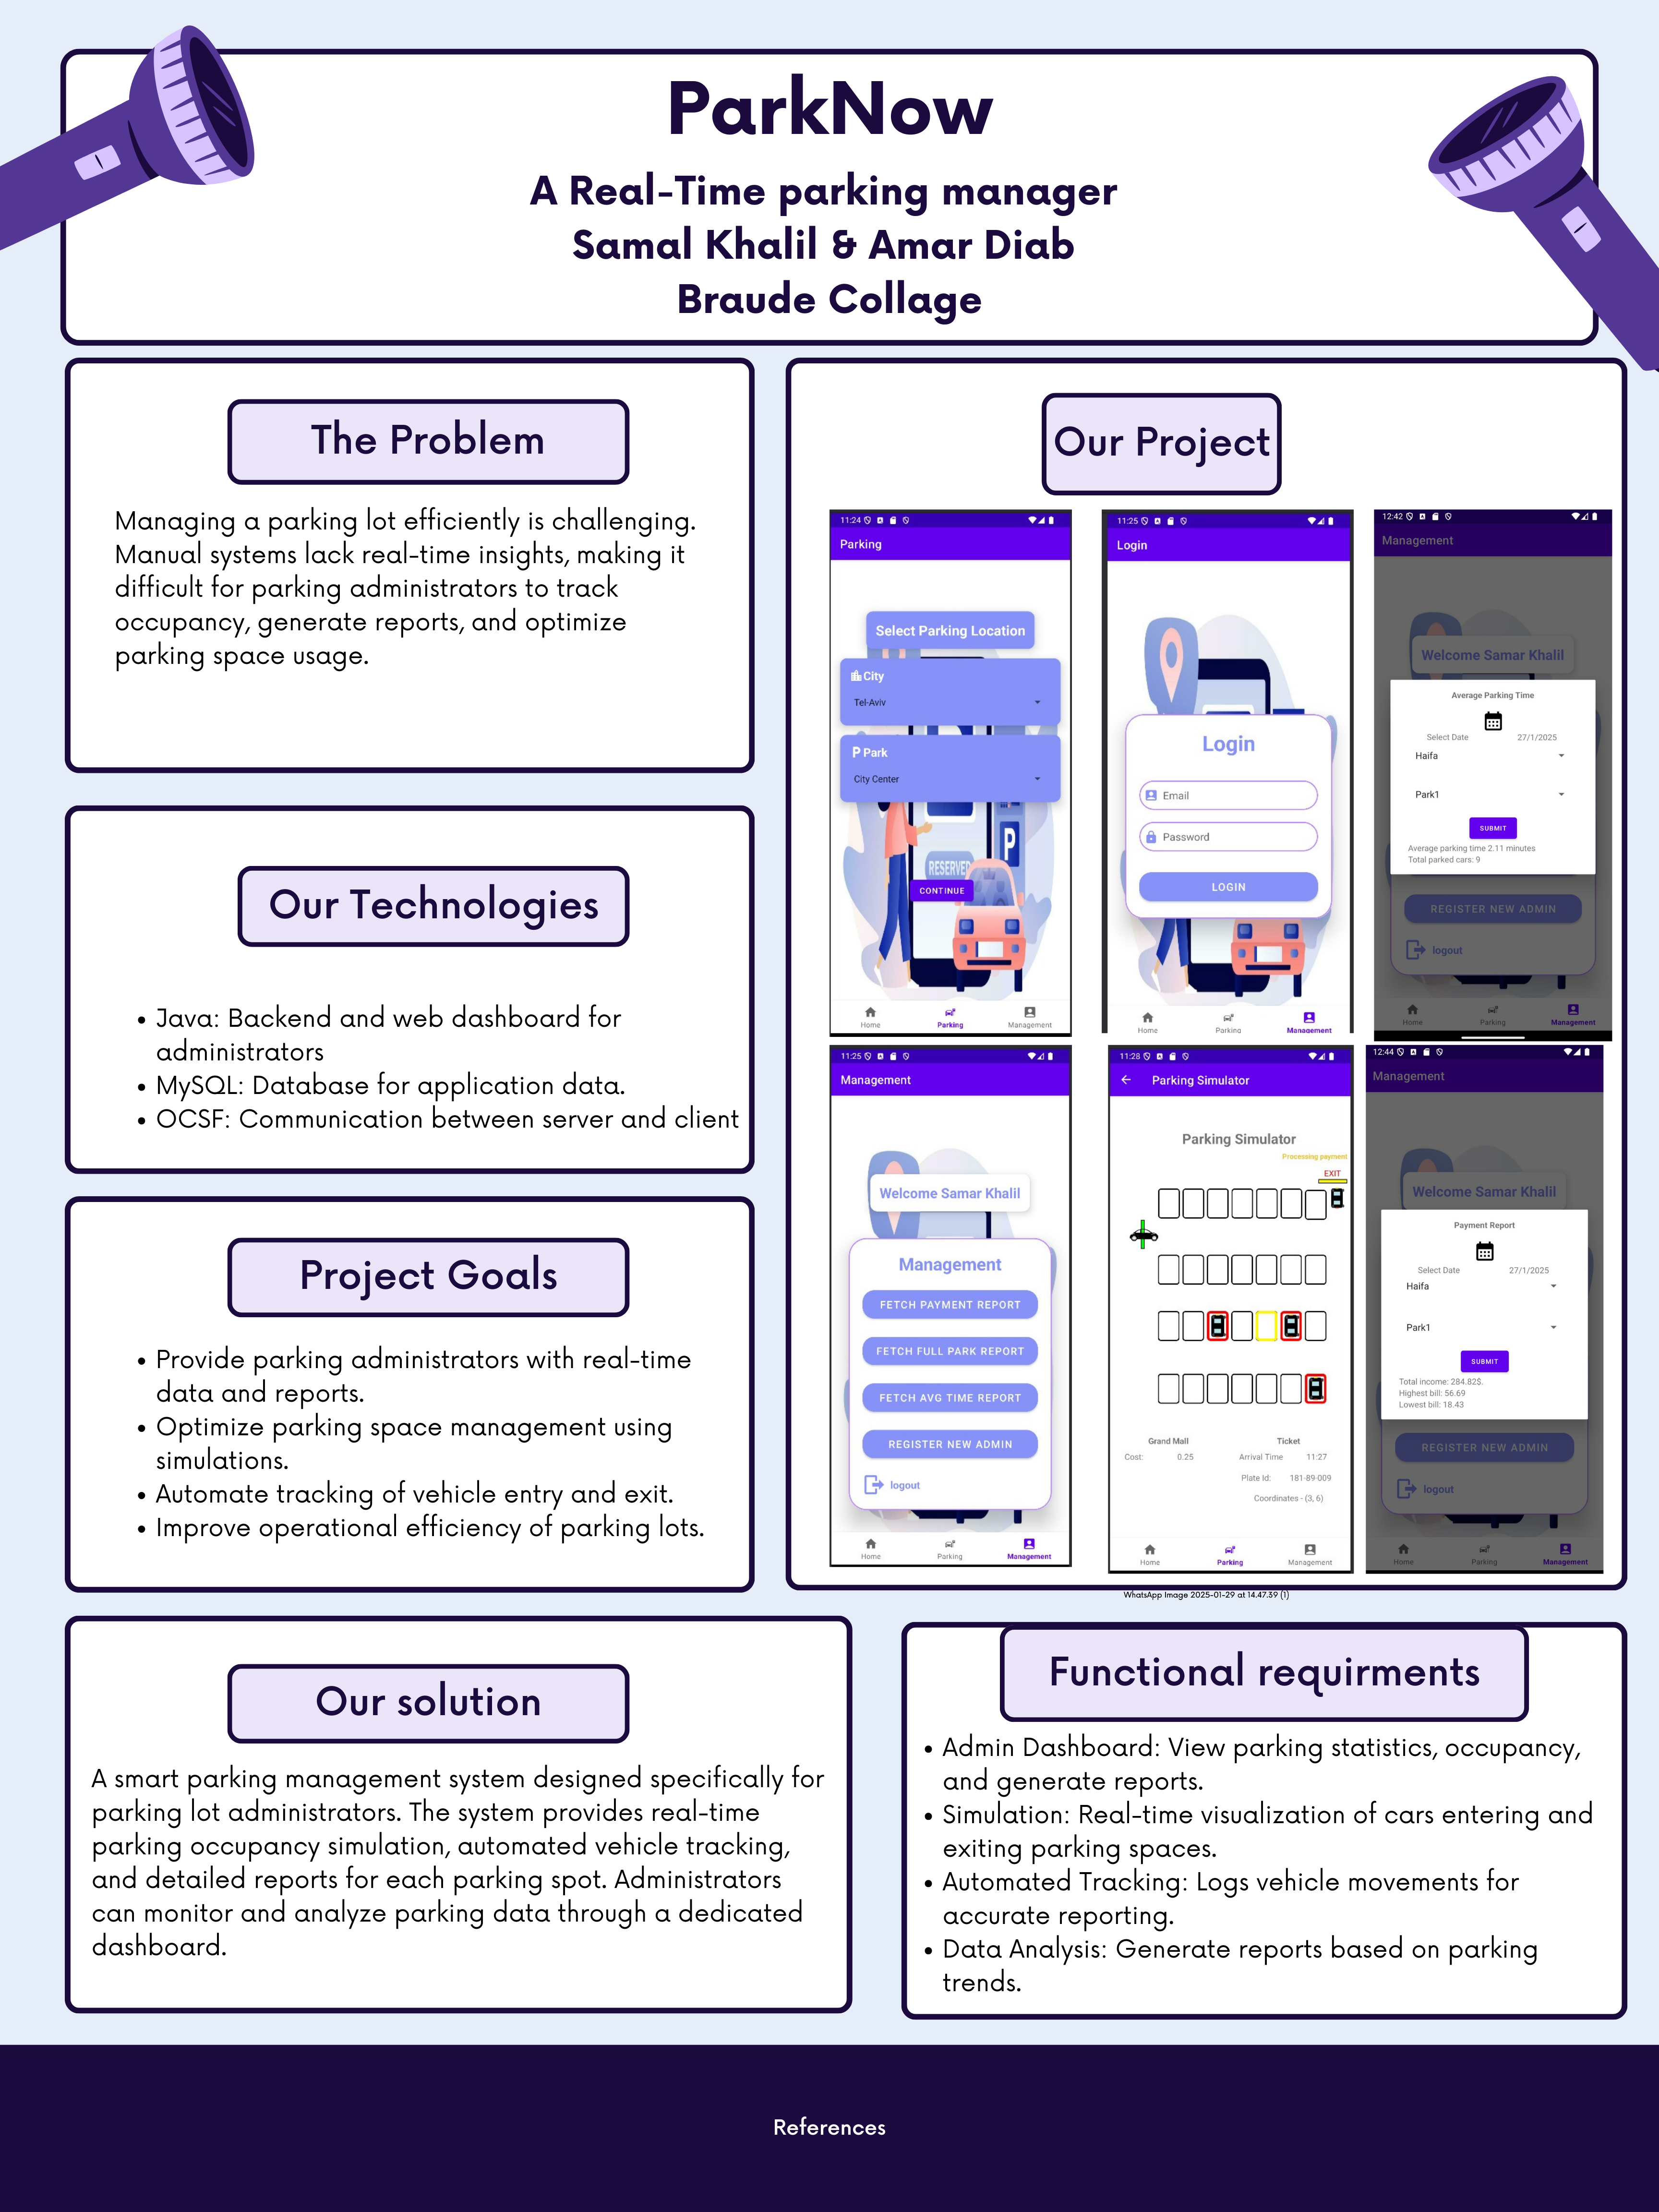 ParkNow
A Real-Time parking manager
Samal Khalil & Amar Diab
Braude Collage
The Problem
Managing a parking lot efficiently is challenging.
Manual systems lack real-time insights, making it
difficult for parking administrators to track
occupancy, generate reports, and optimize
parking space usage.
Our Technologies
• Java: Backend and web dashboard for
administrators
• MySQL: Database for application data.
• OCSF: Communication between server and client
Project Goals
• Provide parking administrators with real-time
data and reports.
• Optimize parking space management using
simulations.
• Automate tracking of vehicle entry and exit.
• Improve operational efficiency of parking lots.
Our Project
11:24
Parking
Select Parking Location
City
Tel-Aviv
P Park
City Center
P
RESERVED
CONTINUE
Home Parking Management
11:25
Login
Login
Email
Password
LOGIN
Home Parking Management
12:42
Management
Welcome Samar Khalil
Average Parking Time
Select Date 27/1/2025
Haifa
Park1
SUBMIT
Average parking time 2.11 minutes
Total parked cars: 9
REGISTER NEW ADMIN
logout
Home Parking Management
11:25
Management
Welcome Samar Khalil
Management
FETCH PAYMENT REPORT
FETCH FULL PARK REPORT
FETCH AVG TIME REPORT
REGISTER NEW ADMIN
logout
Home Parking Management
11:28
Parking Simulator
Parking Simulator
Processing payment
EXIT
Grand Mall Ticket
Cost: 0.25 Arrival Time 11:27
Plate Id: 181-89-009
Coordinates - (3, 6)
Home Parking Management
12:44
Management
Welcome Samar Khalil
Payment Report
Select Date 27/1/2025
Haifa
Park1
SUBMIT
Total income: 284.82$.
Highest bill: 56.69
Lowest bill: 18.43
REGISTER NEW ADMIN
logout
Home Parking Management
WhatsApp Image 2025-01-29 at 14.47.39 (1)
Our solution
A smart parking management system designed specifically for
parking lot administrators. The system provides real-time
parking occupancy simulation, automated vehicle tracking,
and detailed reports for each parking spot. Administrators
can monitor and analyze parking data through a dedicated
dashboard.
Functional requirments
• Admin Dashboard: View parking statistics, occupancy,
and generate reports.
• Simulation: Real-time visualization of cars entering and
exiting parking spaces.
• Automated Tracking: Logs vehicle movements for
accurate reporting.
• Data Analysis: Generate reports based on parking
trends.
References